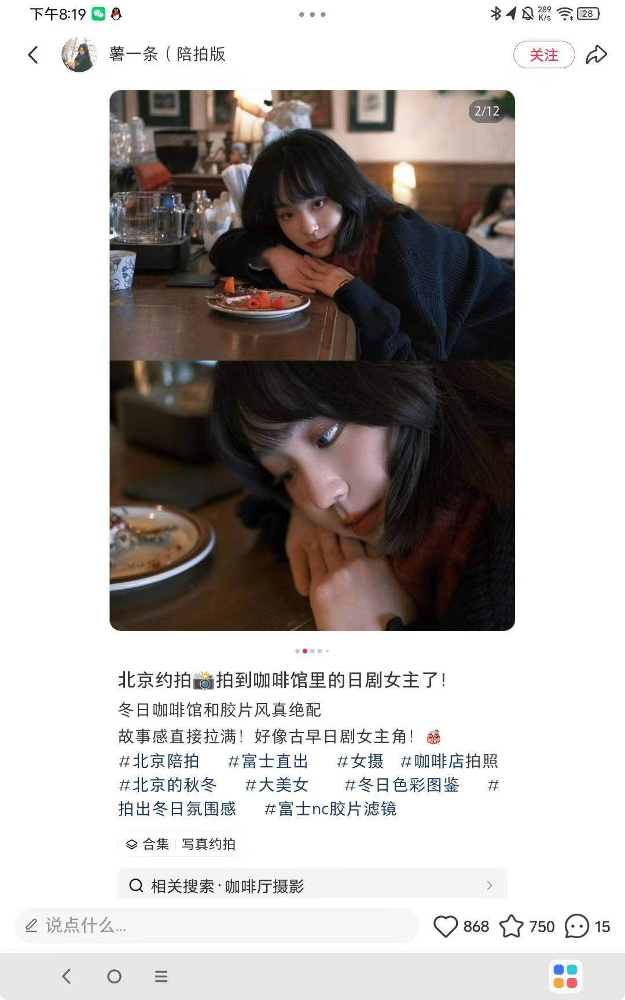 下午8:19
289
K/s
28
薯一条（陪拍版
关注
2/12
北京约拍📸拍到咖啡馆里的日剧女主了！
冬日咖啡馆和胶片风真绝配
故事感直接拉满！好像古早日剧女主角！
#北京陪拍 #富士直出 #女摄 #咖啡店拍照
#北京的秋冬 #大美女 #冬日色彩图鉴 #
拍出冬日氛围感 #富士nc胶片滤镜
合集 | 写真约拍
相关搜索·咖啡厅摄影
说点什么...
868
750
15